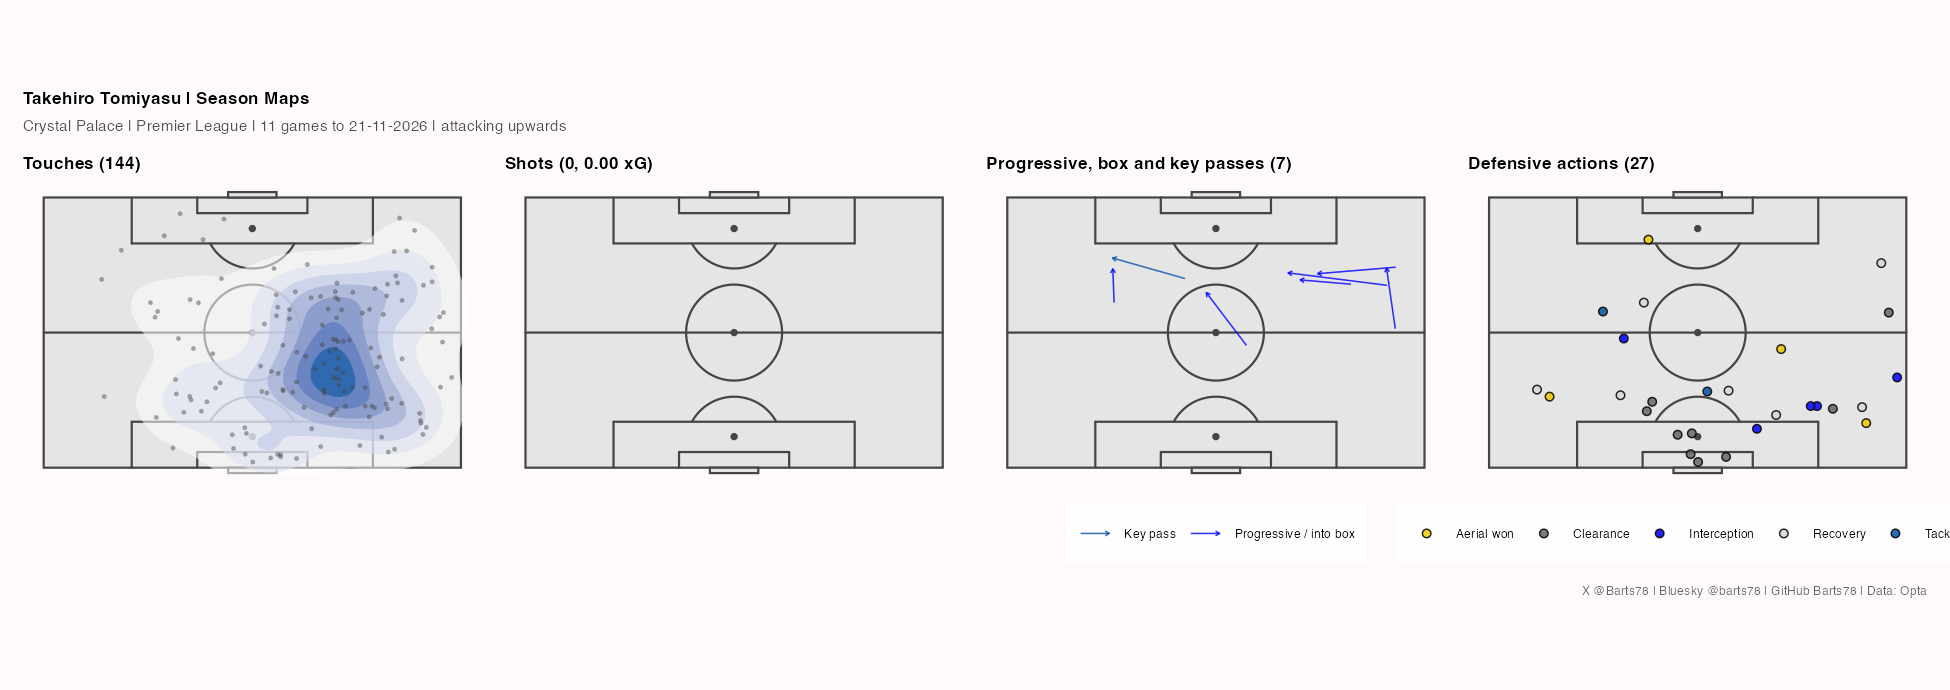 Takehiro Tomiyasu | Season Maps
Crystal Palace | Premier League | 11 games to 21-11-2026 | attacking upwards
Touches (144)
Shots (0, 0.00 xG)
Progressive, box and key passes (7)
Defensive actions (27)
Key pass
Progressive / into box
Aerial won
Clearance
Interception
Recovery
Tack
X @Barts78 | Bluesky @barts78 | GitHub Barts78 | Data: Opta